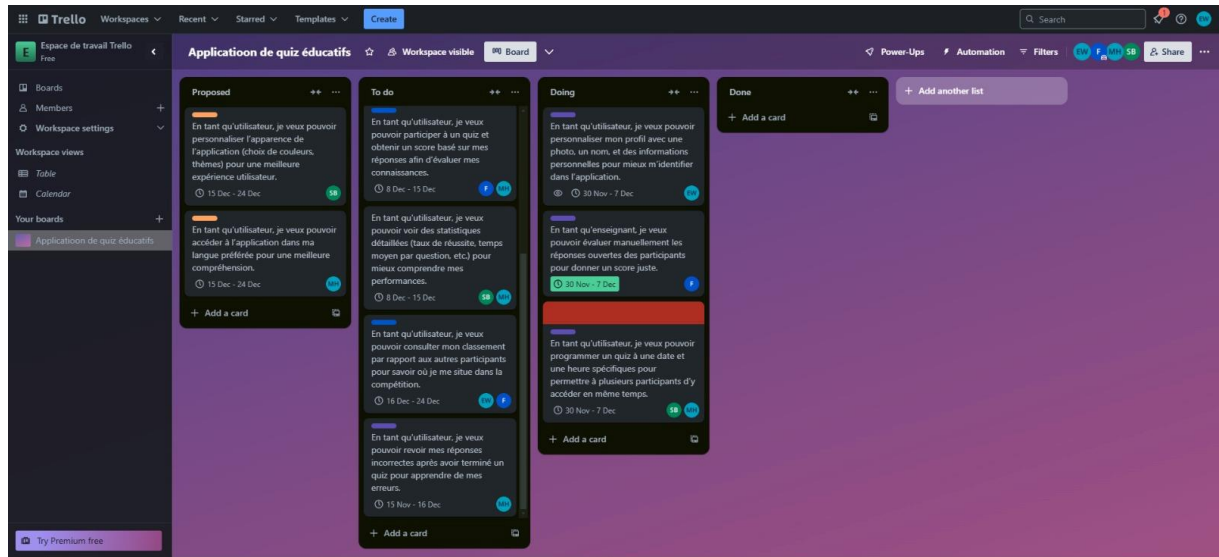 Trello
Workspaces
Recent
Starred
Templates
Create
Search
1
EW
E
Espace de travail Trello
Free
Applicatioon de quiz éducatifs
Workspace visible
Board
Power-Ups
Automation
Filters
EW
F
MH
SB
Share
Boards
Members
Workspace settings
Workspace views
Table
Calendar
Your boards
Applicatioon de quiz éducatifs
Try Premium free
Proposed
En tant qu'utilisateur, je veux pouvoir
personnaliser l'apparence de
l'application (choix de couleurs,
thèmes) pour une meilleure
expérience utilisateur.
15 Dec - 24 Dec
SB
En tant qu'utilisateur, je veux pouvoir
accéder à l'application dans ma
langue préférée pour une meilleure
compréhension.
15 Dec - 24 Dec
MH
+ Add a card
To do
En tant qu'utilisateur, je veux
pouvoir participer à un quiz et
obtenir un score basé sur mes
réponses afin d'évaluer mes
connaissances.
8 Dec - 15 Dec
F
MH
En tant qu'utilisateur, je veux
pouvoir voir des statistiques
détaillées (taux de réussite, temps
moyen par question, etc.) pour
mieux comprendre mes
performances.
8 Dec - 15 Dec
SB
MH
En tant qu'utilisateur, je veux
pouvoir consulter mon classement
par rapport aux autres participants
pour savoir où je me situe dans la
compétition.
16 Dec - 24 Dec
EW
F
En tant qu'utilisateur, je veux
pouvoir revoir mes réponses
incorrectes après avoir terminé un
quiz pour apprendre de mes
erreurs.
15 Nov - 16 Dec
MH
+ Add a card
Doing
En tant qu'utilisateur, je veux pouvoir
personnaliser mon profil avec une
photo, un nom, et des informations
personnelles pour mieux m'identifier
dans l'application.
30 Nov - 7 Dec
EW
En tant qu'enseignant, je veux
pouvoir évaluer manuellement les
réponses ouvertes des participants
pour donner un score juste.
30 Nov - 7 Dec
F
En tant qu'utilisateur, je veux pouvoir
programmer un quiz à une date et
une heure spécifiques pour
permettre à plusieurs participants d'y
accéder en même temps.
30 Nov - 7 Dec
SB
MH
+ Add a card
Done
+ Add a card
+ Add another list